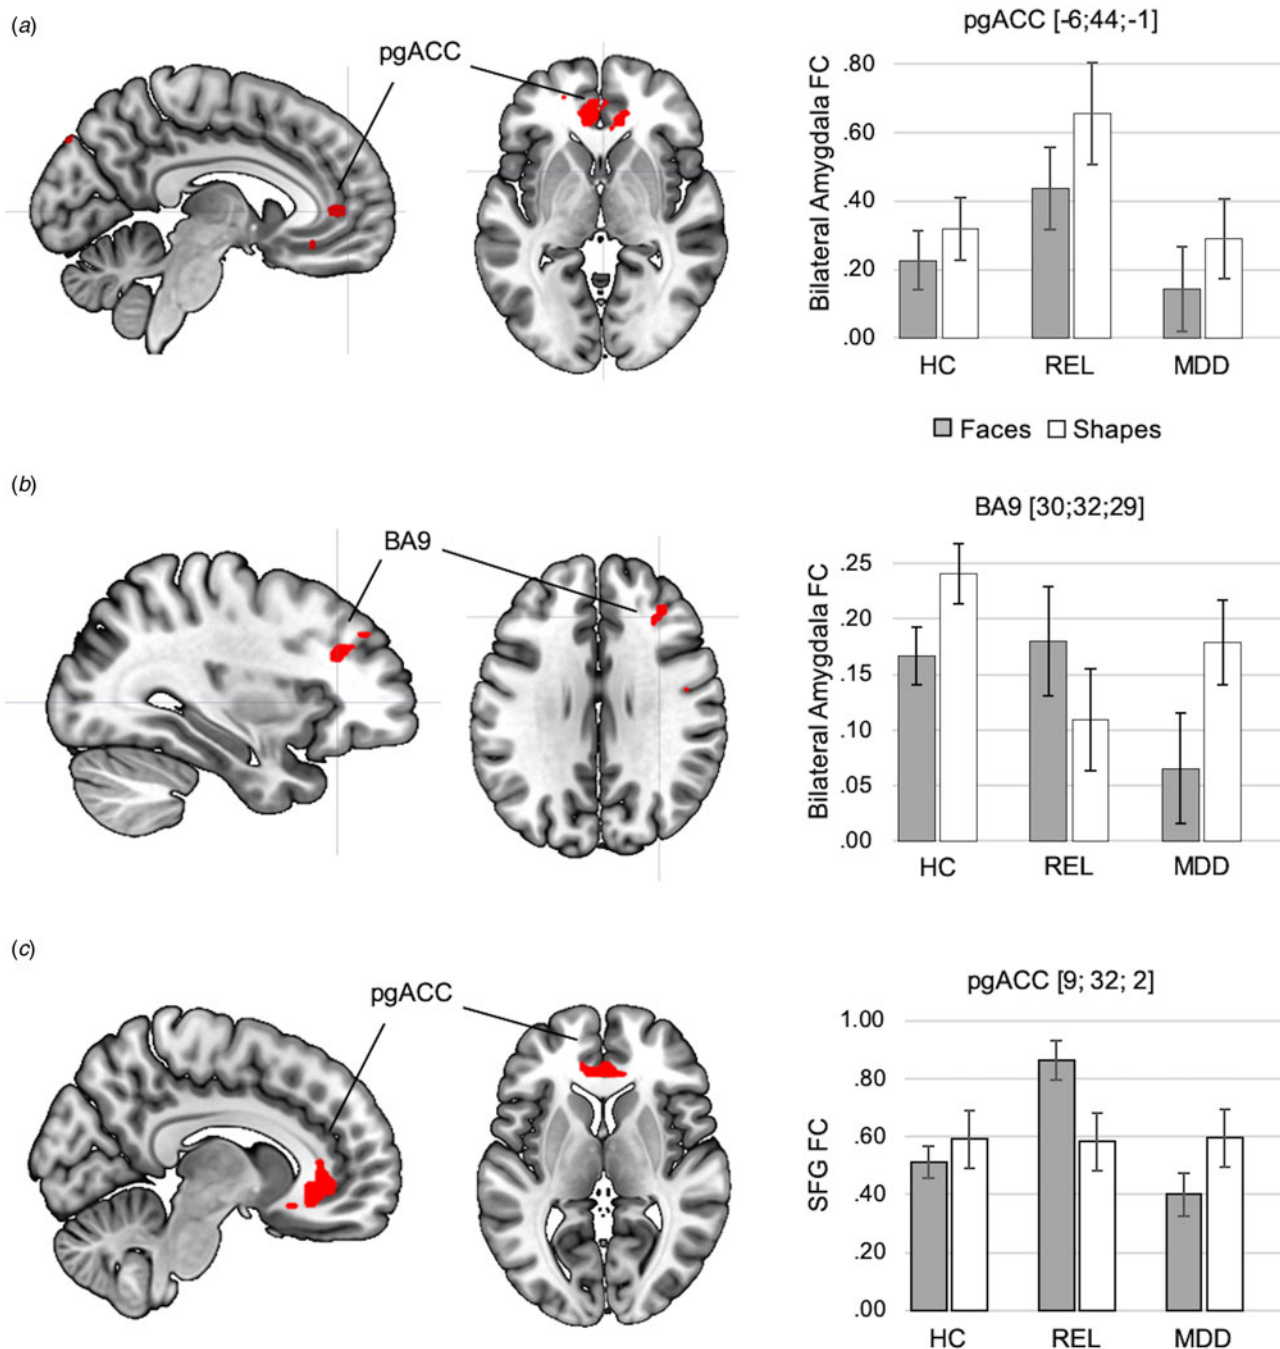 (a)
pgACC
pgACC [-6;44;-1]
Bilateral Amygdala FC
.80
.60
.40
.20
.00
HC REL MDD
Faces Shapes
(b)
BA9
BA9 [30;32;29]
Bilateral Amygdala FC
.25
.20
.15
.10
.05
.00
HC REL MDD
(c)
pgACC
pgACC [9; 32; 2]
SFG FC
1.00
.80
.60
.40
.20
.00
HC REL MDD